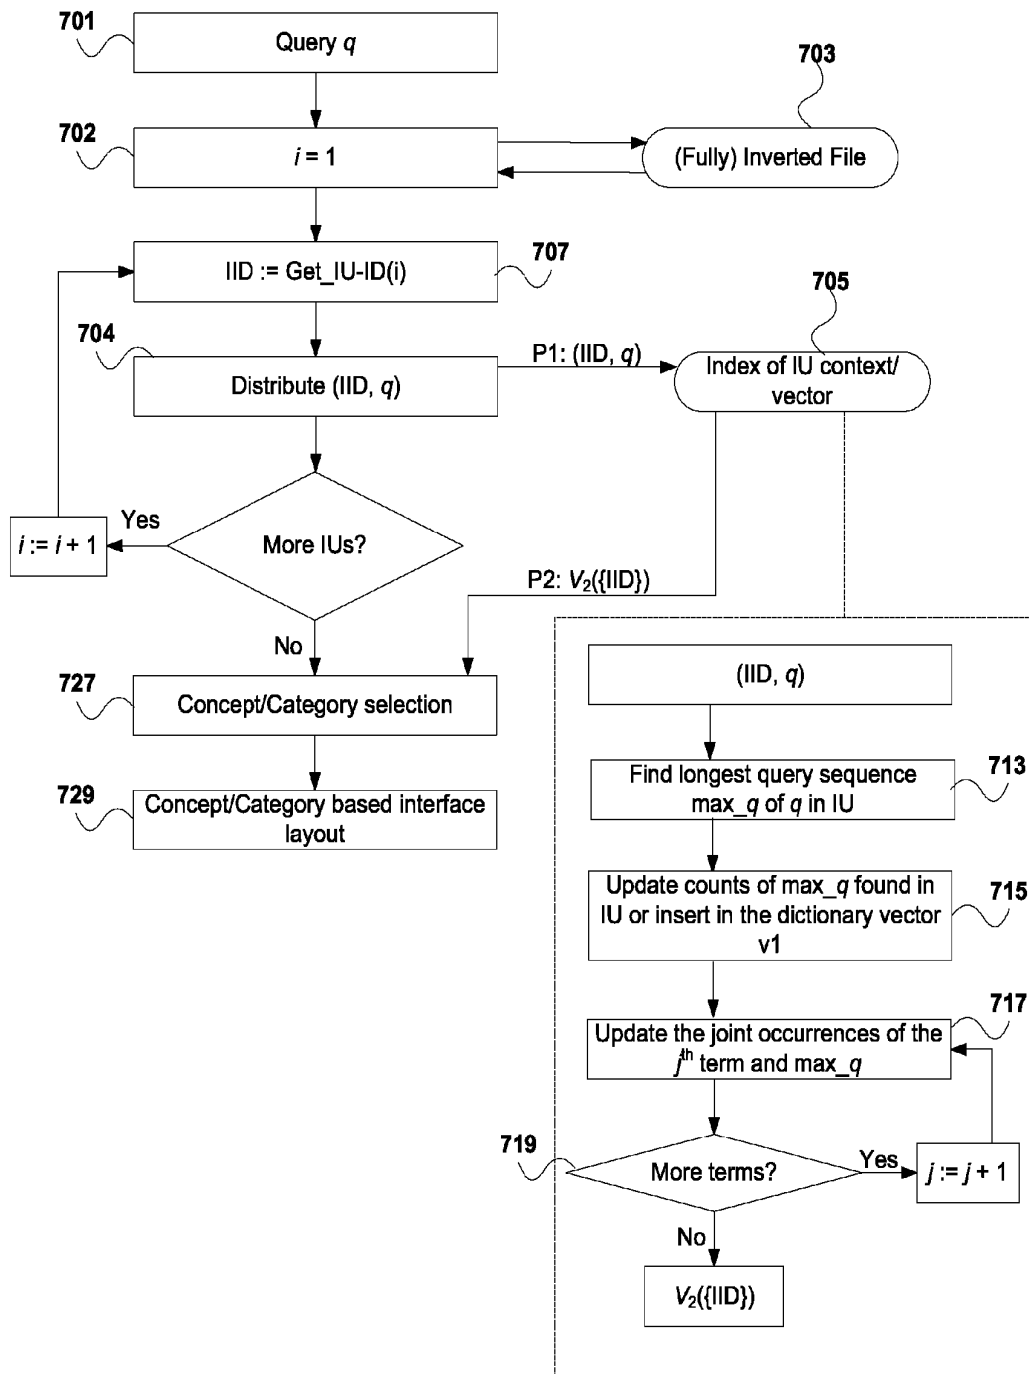 701
Query q
703
702
i = 1
(Fully) Inverted File
IID := Get_IU-ID(i)
707
705
704
P1: (IID, q)
Distribute (IID, q)
Index of IU context/
vector
Yes
i := i + 1
More IUs?
P2: V2({IID})
No
727
Concept/Category selection
(IID, q)
729
Concept/Category based interface
layout
Find longest query sequence
max_q of q in IU
713
Update counts of max_q found in
IU or insert in the dictionary vector
v1
715
717
Update the joint occurrences of the
jth term and max_q
719
More terms?
Yes
j := j + 1
No
V2({IID})